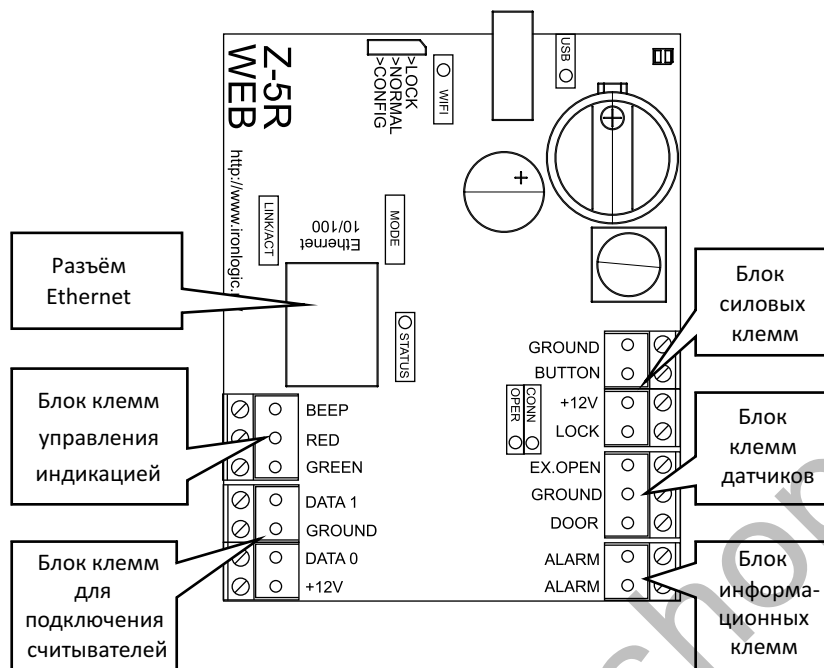 Z-5R
WEB
http://www.ironlogic.
>LOCK
>NORMAL
>CONFIG
WIFI
USB
+
LINK/ACT
Ethernet
10/100
MODE
STATUS
Разъём
Ethernet
Блок клемм
управления
индикацией
Блок клемм
для
подключения
считывателей
BEEP
RED
GREEN
DATA 1
GROUND
DATA 0
+12V
CONN
OPER
GROUND
BUTTON
+12V
LOCK
EX.OPEN
GROUND
DOOR
ALARM
ALARM
Блок
силовых
клемм
Блок
клемм
датчиков
Блок
информа-
ционных
клемм
shop